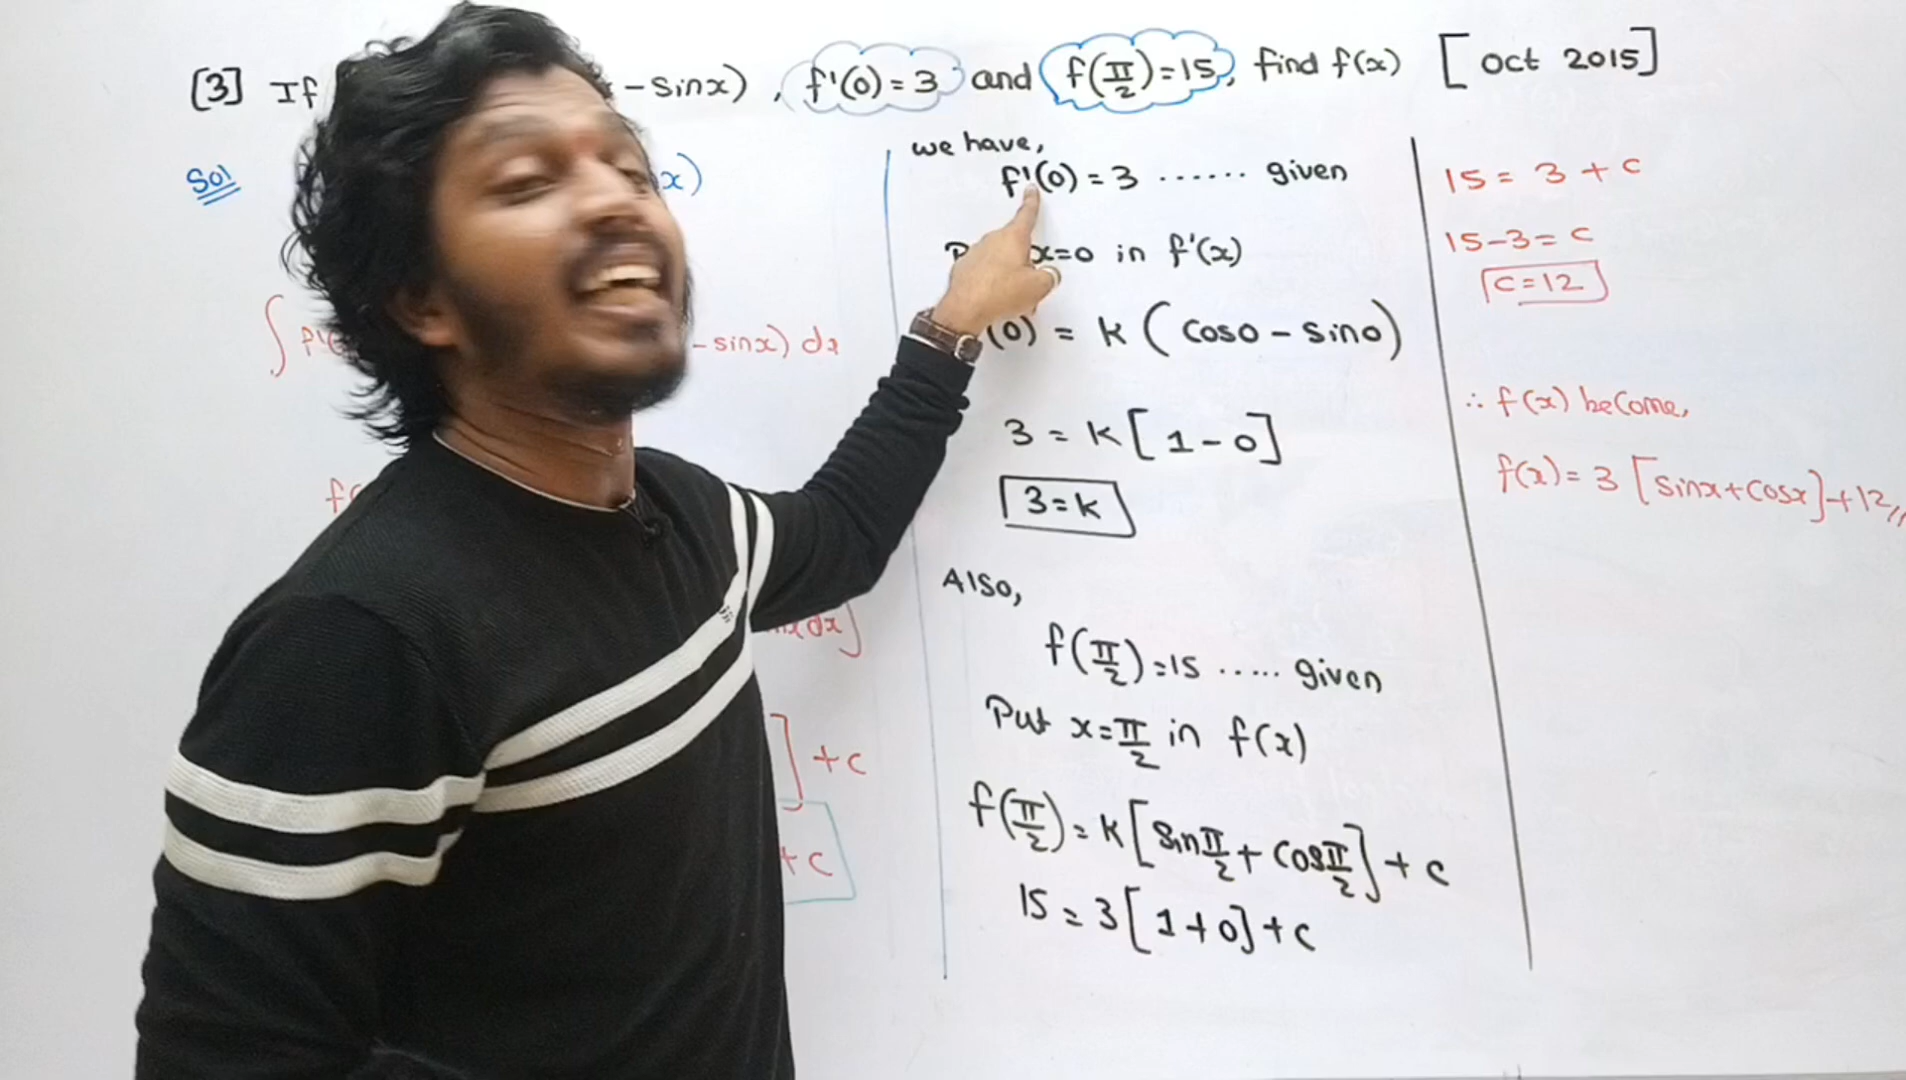 [3] If - sinx) , f'(0) = 3 and f(π/2) = 15, find f(x) [Oct 2015]
Sol x)
∫ - sinx) dx
dx]
] + c
+ c
we have,
f'(0) = 3 ...... given
x=0 in f'(x)
(0) = k (cos0 - sin0)
3 = k [1 - 0]
3 = k
Also,
f(π/2) = 15 ..... given
Put x = π/2 in f(x)
f(π/2) = k [sin π/2 + cos π/2] + c
15 = 3 [1 + 0] + c
15 = 3 + c
15 - 3 = c
c = 12
∴ f(x) become,
f(x) = 3 [sinx + cosx] + 12,,